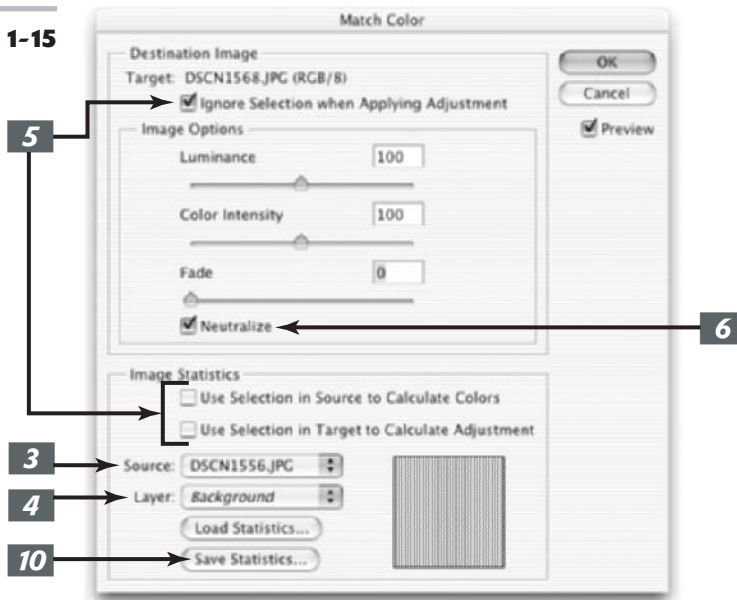 Match Color
1-15
Destination Image
Target: DSCN1568.JPG (RGB/8)
Ignore Selection when Applying Adjustment
OK
Cancel
Preview
5
Image Options
Luminance 100
Color Intensity 100
Fade 0
Neutralize
6
Image Statistics
Use Selection in Source to Calculate Colors
Use Selection in Target to Calculate Adjustment
3
Source: DSCN1556.JPG
4
Layer: Background
Load Statistics...
10
Save Statistics...